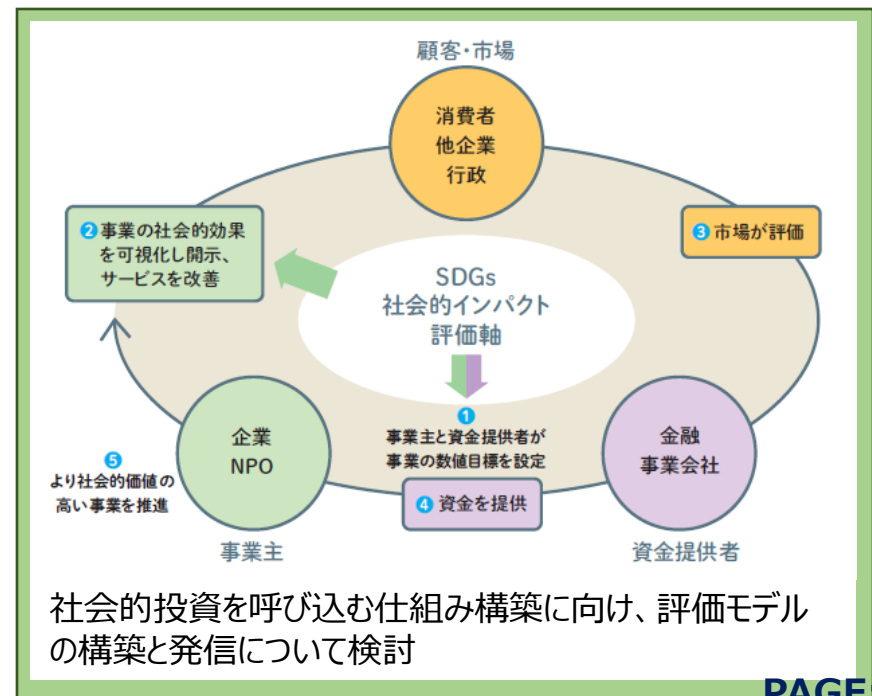 顧客・市場
消費者
他企業
行政
❷事業の社会的効果
を可視化し開示、
サービスを改善
❸市場が評価
SDGs
社会的インパクト
評価軸
❶
事業主と資金提供者が
事業の数値目標を設定
企業
NPO
金融
事業会社
❺
より社会的価値の
高い事業を推進
❹資金を提供
事業主
資金提供者
社会的投資を呼び込む仕組み構築に向け、評価モデル
の構築と発信について検討
PAGE